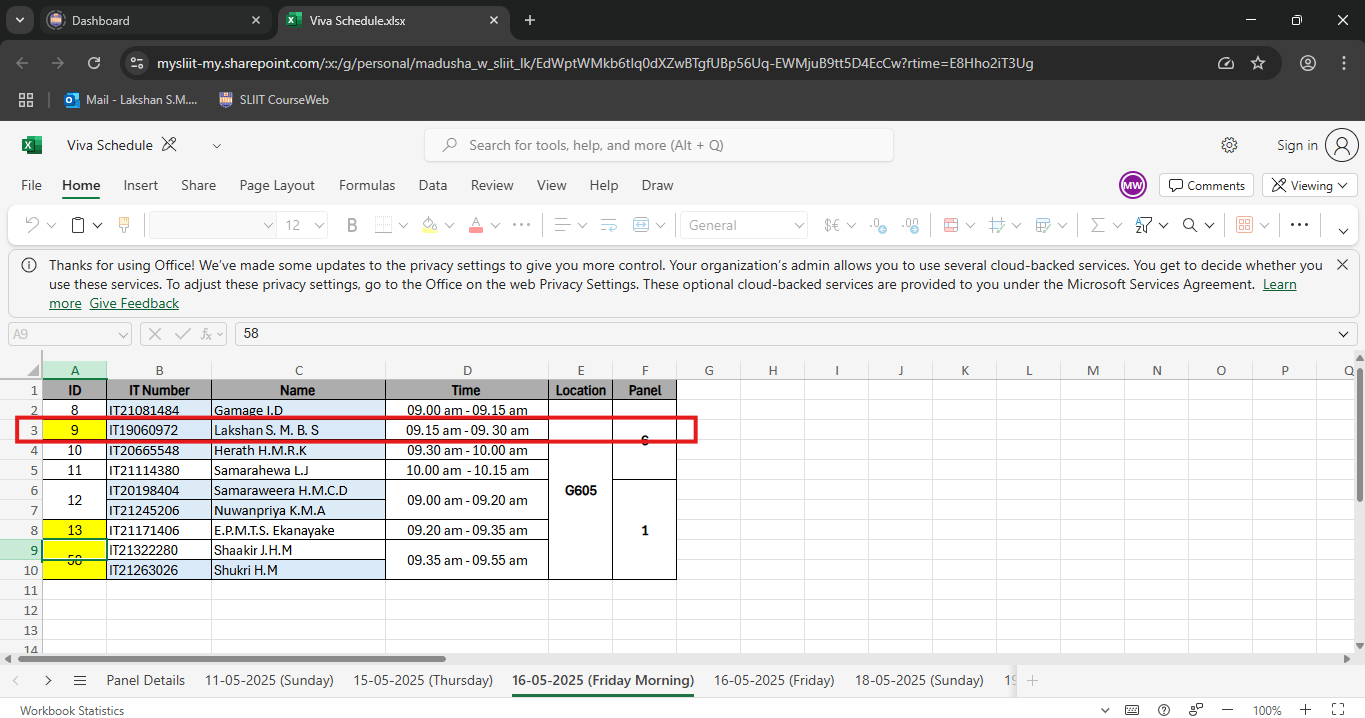 Dashboard
Viva Schedule.xlsx
mysliit-my.sharepoint.com/:x:/g/personal/madusha_w_sliit_lk/EdWptWMkb6tIq0dXZwBTgfUBp56Uq-EWMjuB9tt5D4EcCw?rtime=E8Hho2iT3Ug
Mail - Lakshan S.M....
SLIIT CourseWeb
Viva Schedule
Search for tools, help, and more (Alt + Q)
Sign in
File Home Insert Share Page Layout Formulas Data Review View Help Draw
MW
Comments
Viewing
12
B
A
General
$€
Thanks for using Office! We've made some updates to the privacy settings to give you more control. Your organization's admin allows you to use several cloud-backed services. You get to decide whether you
use these services. To adjust these privacy settings, go to the Office on the web Privacy Settings. These optional cloud-backed services are provided to you under the Microsoft Services Agreement. Learn
more Give Feedback
A9
fx
58
A B C D E F G H I J K L M N O P Q
1 ID IT Number Name Time Location Panel
2 8 IT21081484 Gamage I.D 09.00 am - 09.15 am
3 9 IT19060972 Lakshan S. M. B. S 09.15 am - 09. 30 am
6
4 10 IT20665548 Herath H.M.R.K 09.30 am - 10.00 am
5 11 IT21114380 Samarahewa L.J 10.00 am - 10.15 am
6 IT20198404 Samaraweera H.M.C.D
G605
12 09.00 am - 09.20 am
7 IT21245206 Nuwanpriya K.M.A
8 13 IT21171406 E.P.M.T.S. Ekanayake 09.20 am - 09.35 am
1
9 IT21322280 Shaakir J.H.M
58 09.35 am - 09.55 am
10 IT21263026 Shukri H.M
11
12
13
14
Panel Details 11-05-2025 (Sunday) 15-05-2025 (Thursday) 16-05-2025 (Friday Morning) 16-05-2025 (Friday) 18-05-2025 (Sunday)
Workbook Statistics
100%